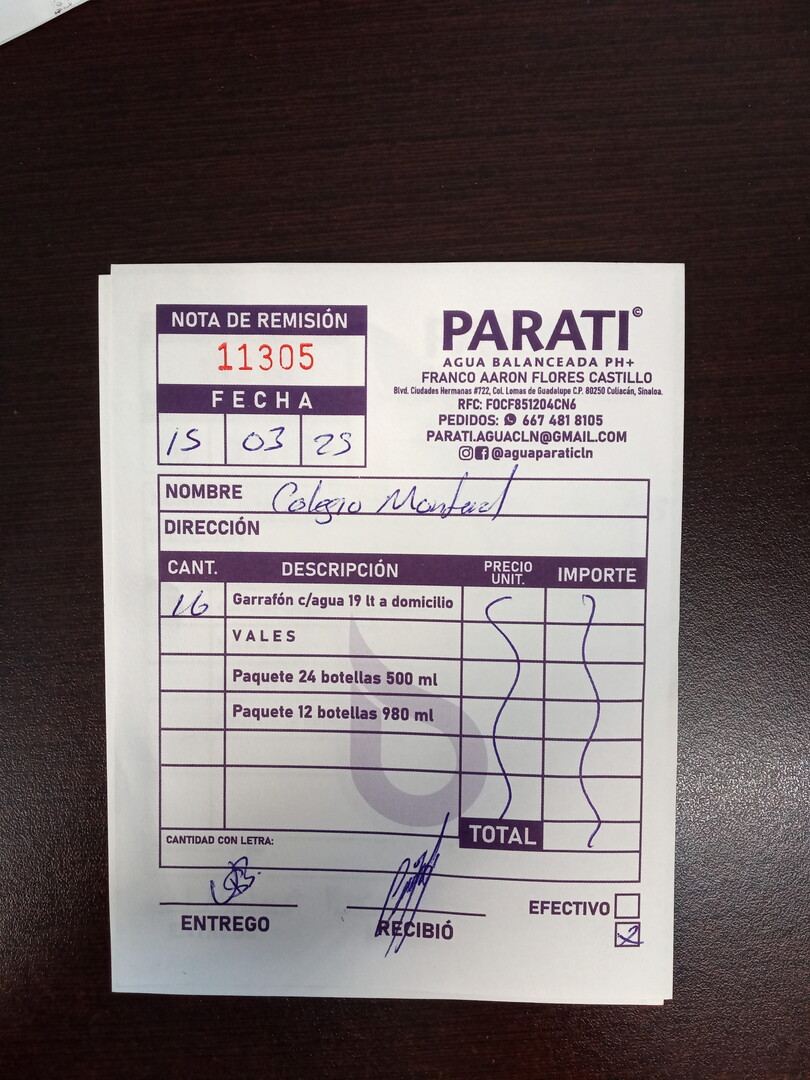 NOTA DE REMISIÓN
11305
FECHA
15 03 25
PARATI©
AGUA BALANCEADA PH+
FRANCO AARON FLORES CASTILLO
Blvd. Ciudades Hermanas #722, Col. Lomas de Guadalupe C.P. 80250 Culiacán, Sinaloa.
RFC: FOCF851204CN6
PEDIDOS: 667 481 8105
PARATI.AGUACLN@GMAIL.COM
@aguaparaticln
NOMBRE Colegio
DIRECCIÓN
CANT. DESCRIPCIÓN PRECIO UNIT. IMPORTE
16 Garrafón c/agua 19 lt a domicilio
VALES
Paquete 24 botellas 500 ml
Paquete 12 botellas 980 ml
TOTAL
CANTIDAD CON LETRA:
ENTREGO
RECIBIÓ
EFECTIVO